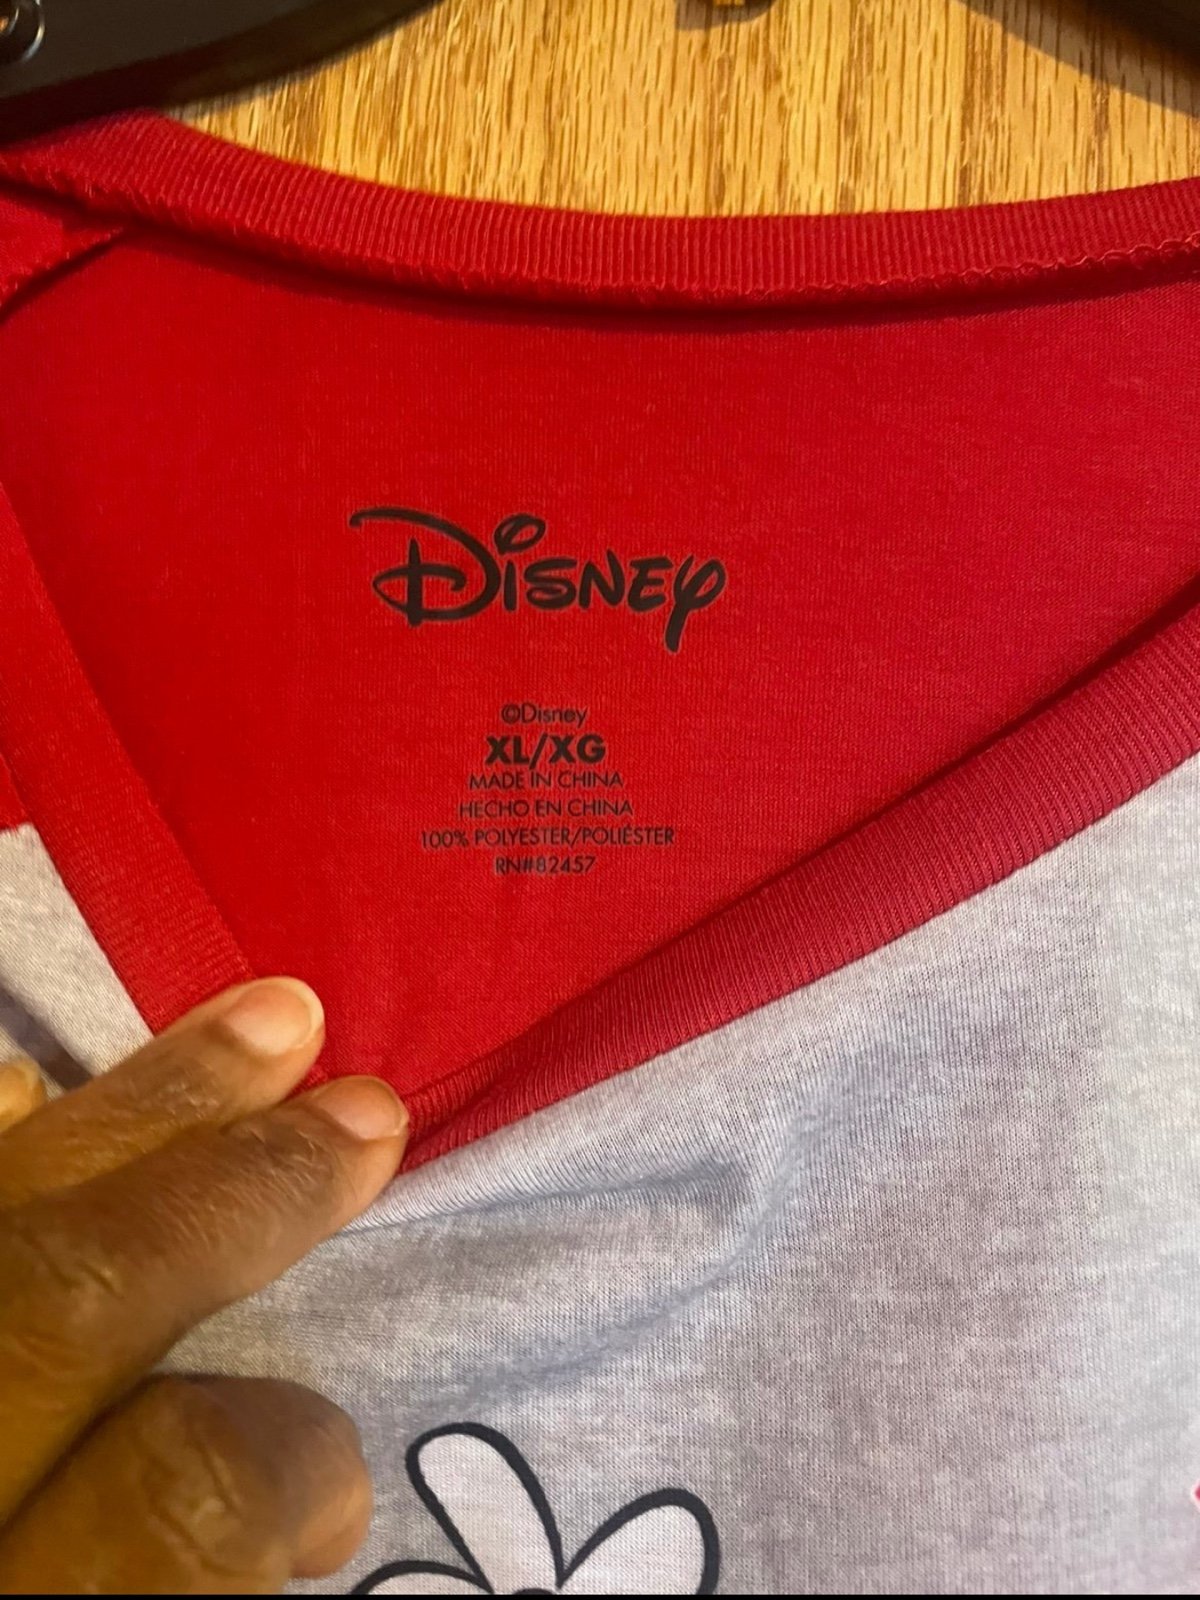 Disney
©Disney
XL/XG
MADE IN CHINA
HECHO EN CHINA
100% POLYESTER/POLIÉSTER
RN#82457